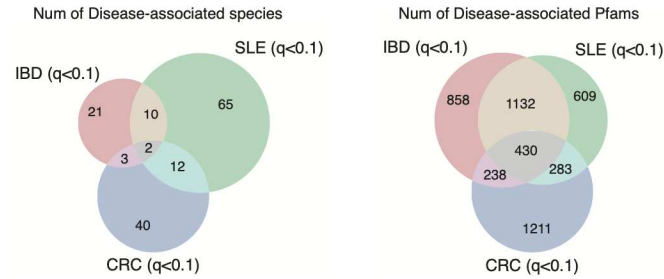 Num of Disease-associated species
SLE (q<0.1)
IBD (q<0.1)
21
10
65
2
3
12
40
CRC (q<0.1)
Num of Disease-associated Pfams
IBD (q<0.1)
SLE (q<0.1)
858
1132
609
430
238
283
1211
CRC (q<0.1)